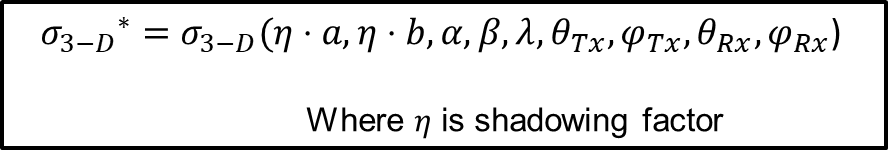 σ₃₋D* = σ₃₋D(η · a, η · b, α, β, λ, θTx, φTx, θRx, φRx)
Where η is shadowing factor